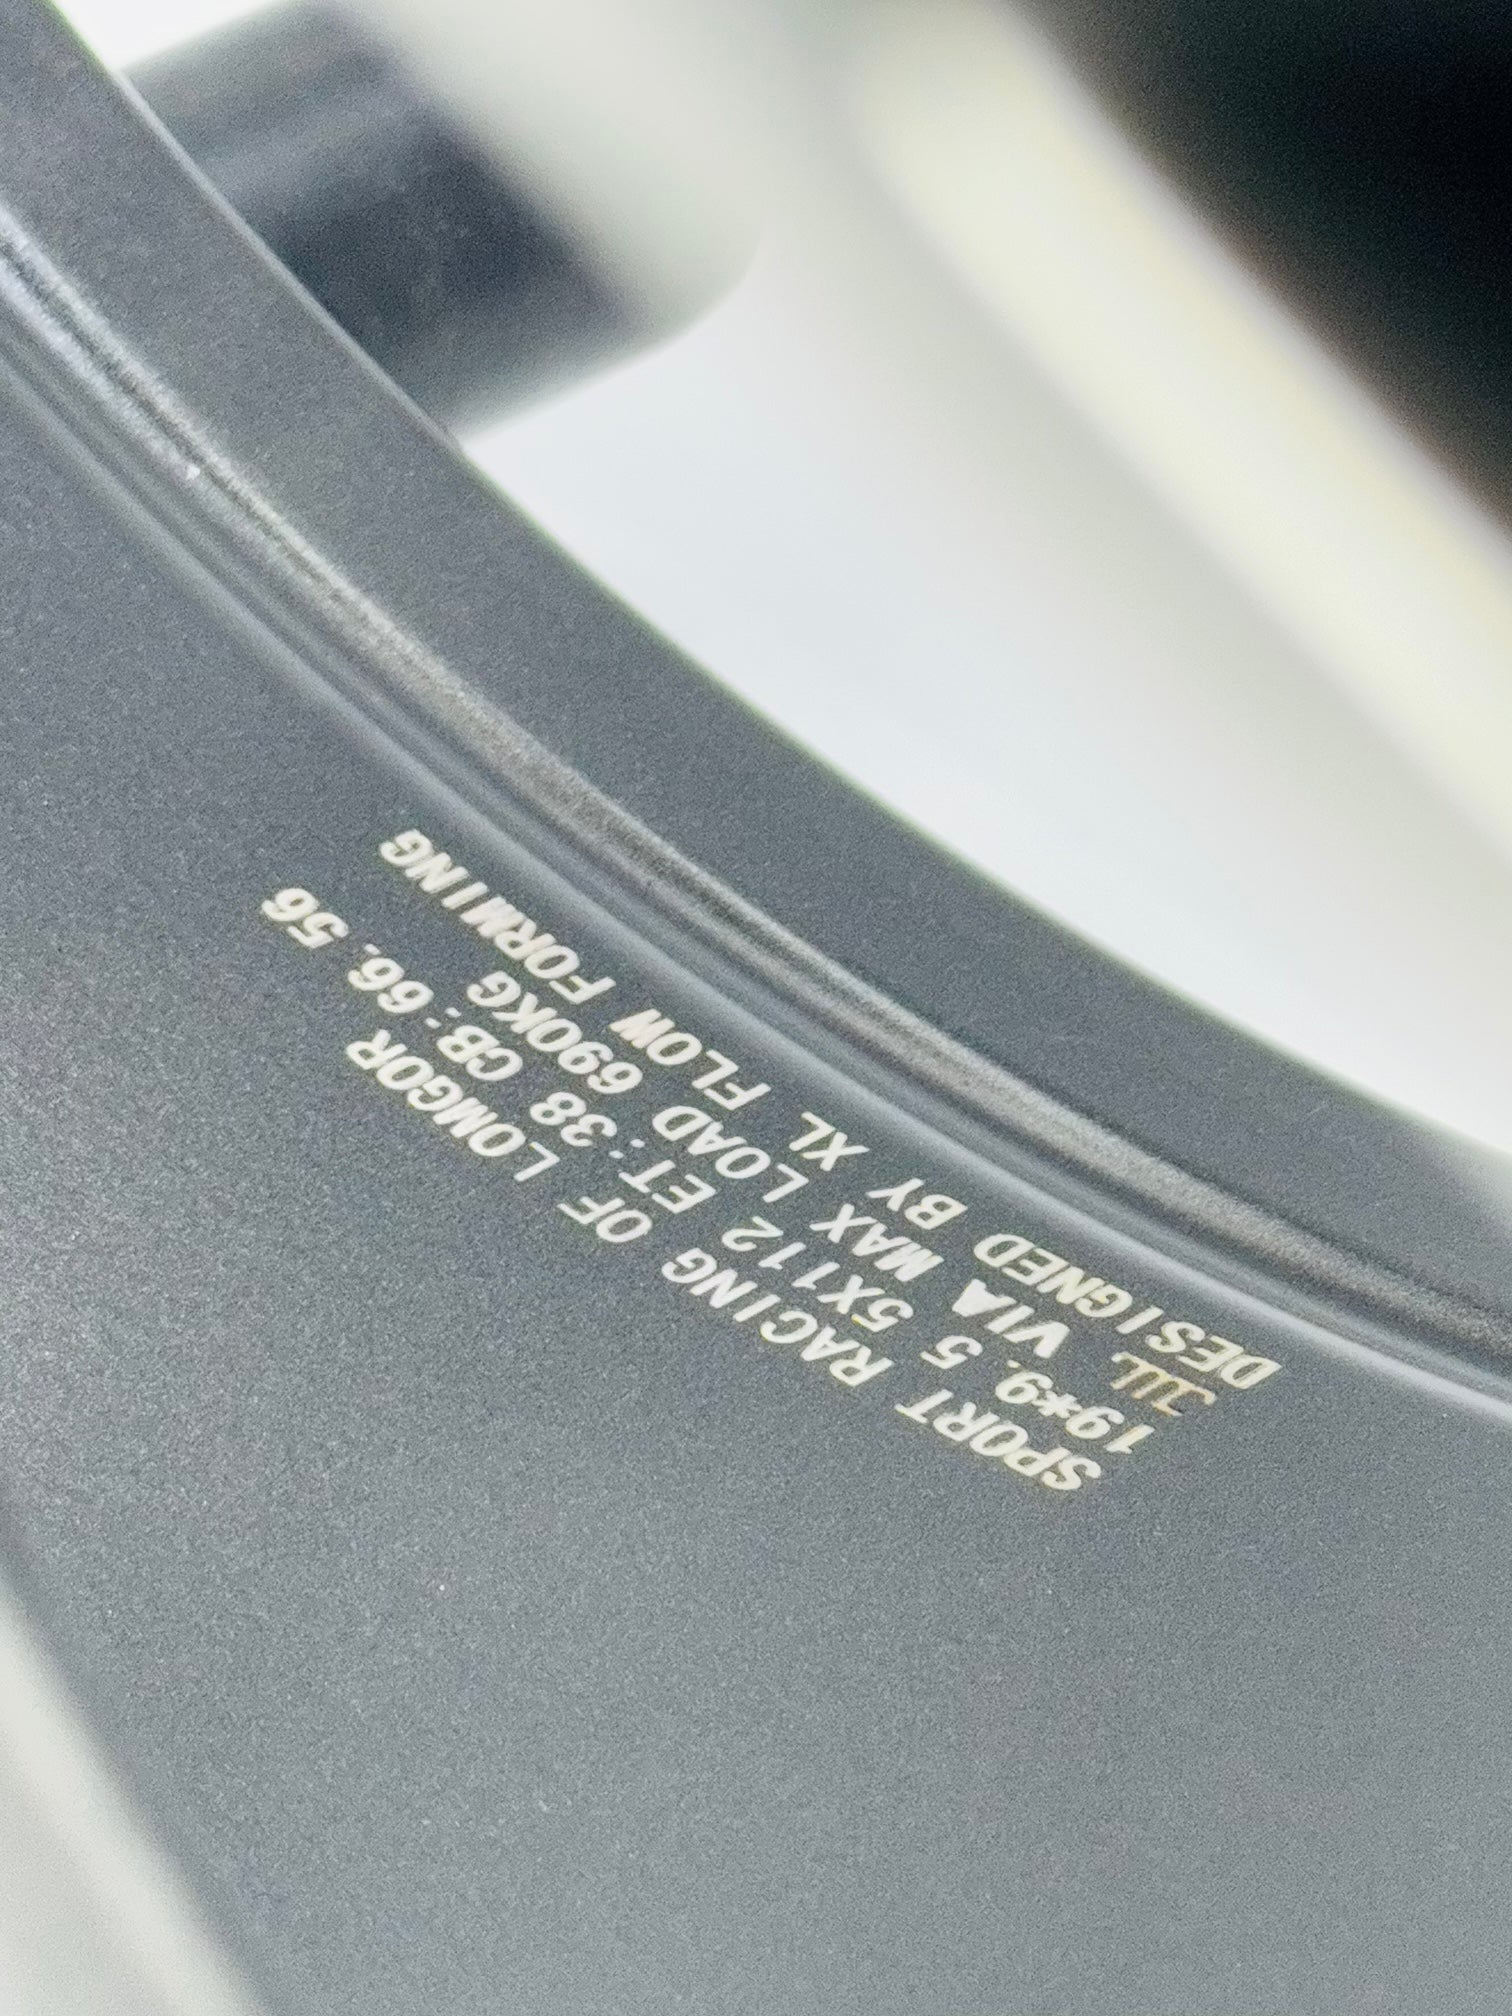 SPORT RACING OF LOMGOR
19*9. 5 5X112 ET:38 CB:66. 56
JWL VIA MAX LOAD 690KG
DESIGNED BY XL FLOW FORMING